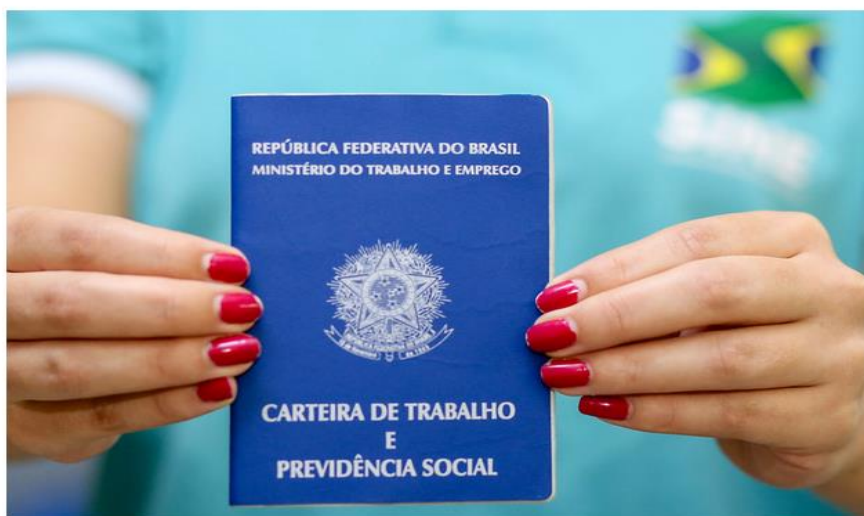 REPÚBLICA FEDERATIVA DO BRASIL
MINISTÉRIO DO TRABALHO E EMPREGO
CARTEIRA DE TRABALHO
E
PREVIDÊNCIA SOCIAL